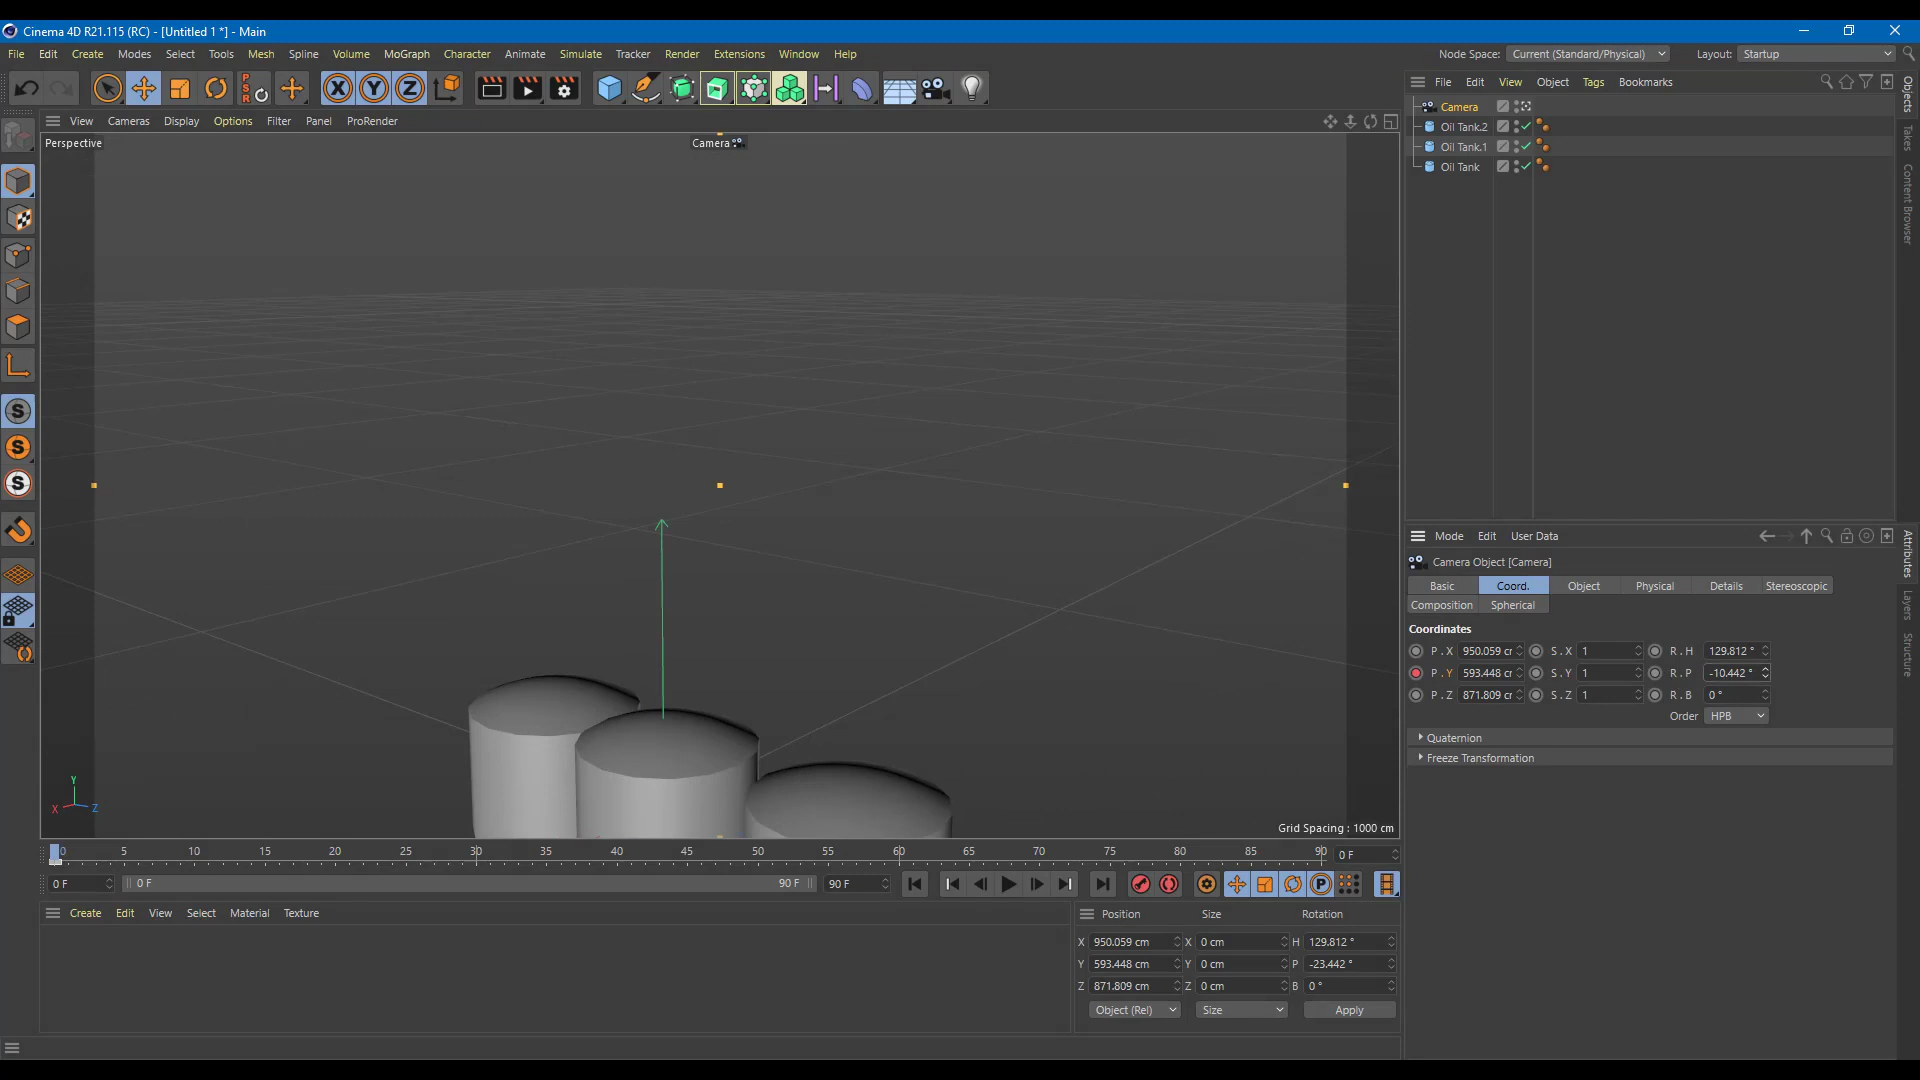 Cinema 4D R21.115 (RC) - [Untitled 1 *] - Main
File Edit Create Modes Select Tools Mesh Spline Volume MoGraph Character Animate Simulate Tracker Render Extensions Window Help
Node Space: Current (Standard/Physical) Layout: Startup
PSR
X Y Z
File Edit View Object Tags Bookmarks
View Cameras Display Options Filter Panel ProRender
Perspective
Camera
Camera
Oil Tank.2
Oil Tank.1
Oil Tank
Objects
Takes
Content Browser
S
S
S
Mode Edit User Data
Camera Object [Camera]
Basic Coord. Object Physical Details Stereoscopic
Composition Spherical
Coordinates
P . X 950.059 cr S . X 1 R . H 129.812 °
P . Y 593.448 cr S . Y 1 R . P -10.442 °
P . Z 871.809 cr S . Z 1 R . B 0 °
Order HPB
Quaternion
Freeze Transformation
Attributes
Layers
Structure
Y
X Z
Grid Spacing : 1000 cm
0 5 10 15 20 25 30 35 40 45 50 55 60 65 70 75 80 85 90 0 F
0 F 0 F 90 F 90 F
P
Create Edit View Select Material Texture
Position Size Rotation
X 950.059 cm X 0 cm H 129.812 °
Y 593.448 cm Y 0 cm P -23.442 °
Z 871.809 cm Z 0 cm B 0 °
Object (Rel) Size Apply